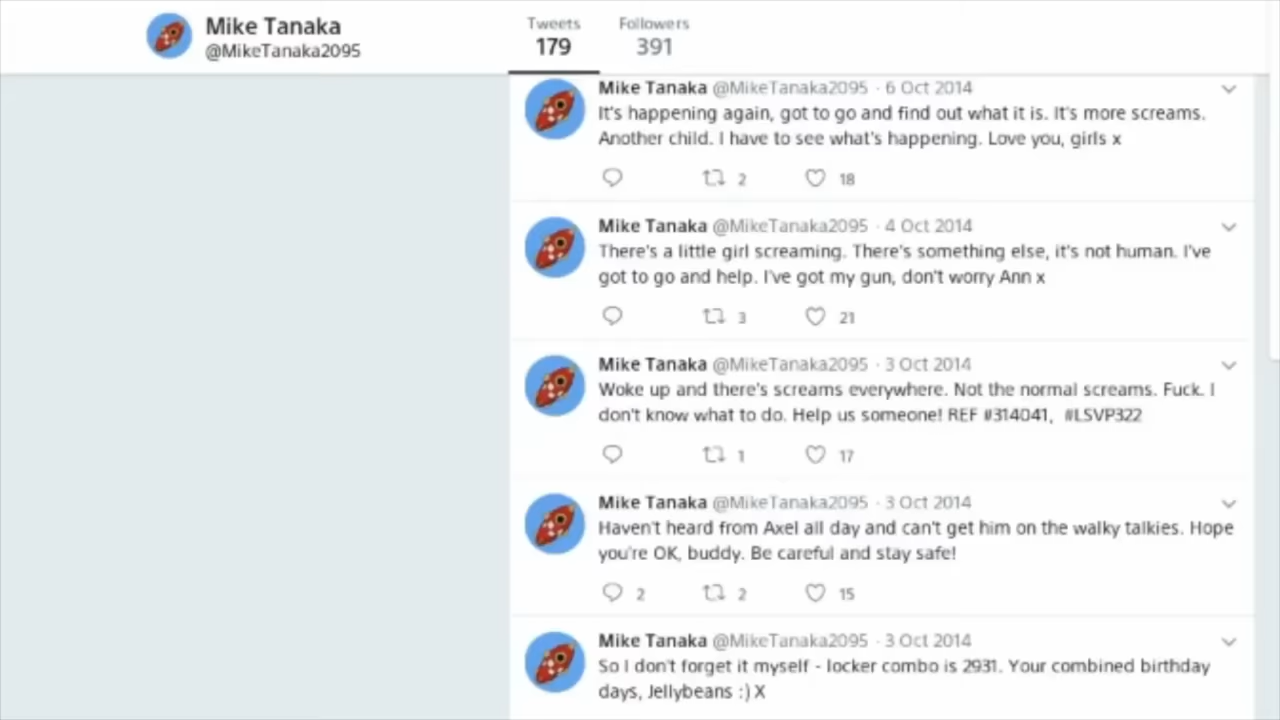 Mike Tanaka
@MikeTanaka2095
Tweets
179
Followers
391
Mike Tanaka @MikeTanaka2095 · 6 Oct 2014
It's happening again, got to go and find out what it is. It's more screams.
Another child. I have to see what's happening. Love you, girls x
2 18
Mike Tanaka @MikeTanaka2095 · 4 Oct 2014
There's a little girl screaming. There's something else, it's not human. I've
got to go and help. I've got my gun, don't worry Ann x
3 21
Mike Tanaka @MikeTanaka2095 · 3 Oct 2014
Woke up and there's screams everywhere. Not the normal screams. Fuck. I
don't know what to do. Help us someone! REF #314041, #LSVP322
1 17
Mike Tanaka @MikeTanaka2095 · 3 Oct 2014
Haven't heard from Axel all day and can't get him on the walky talkies. Hope
you're OK, buddy. Be careful and stay safe!
2 2 15
Mike Tanaka @MikeTanaka2095 · 3 Oct 2014
So I don't forget it myself - locker combo is 2931. Your combined birthday
days, Jellybeans :) X